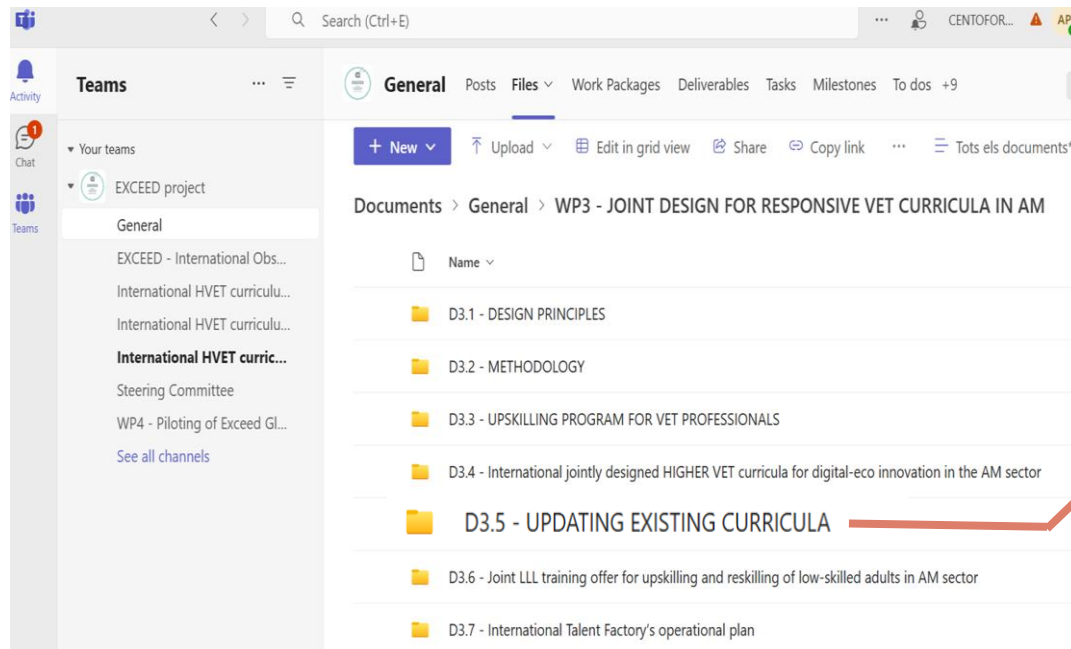 Search (Ctrl+E)
CENTOFOR...
AP
Activity
Chat
1
Teams
Teams
Your teams
EXCEED project
General
EXCEED - International Obs...
International HVET curriculu...
International HVET curriculu...
International HVET curric...
Steering Committee
WP4 - Piloting of Exceed Gl...
See all channels
General Posts Files Work Packages Deliverables Tasks Milestones To dos +9
+ New Upload Edit in grid view Share Copy link ... Tots els documents*
Documents > General > WP3 - JOINT DESIGN FOR RESPONSIVE VET CURRICULA IN AM
Name
D3.1 - DESIGN PRINCIPLES
D3.2 - METHODOLOGY
D3.3 - UPSKILLING PROGRAM FOR VET PROFESSIONALS
D3.4 - International jointly designed HIGHER VET curricula for digital-eco innovation in the AM sector
D3.5 - UPDATING EXISTING CURRICULA
D3.6 - Joint LLL training offer for upskilling and reskilling of low-skilled adults in AM sector
D3.7 - International Talent Factory's operational plan